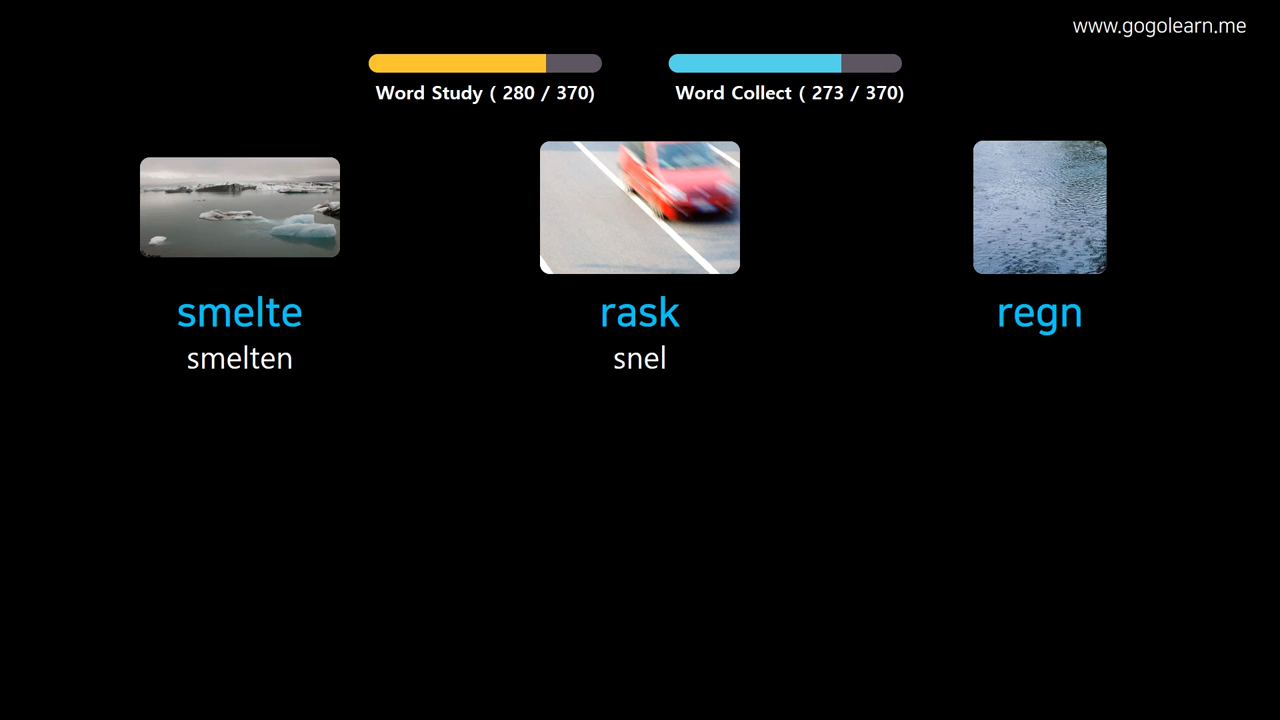 www.gogolearn.me
Word Study ( 280 / 370)
Word Collect ( 273 / 370)
smelte
rask
regn
smelten
snel